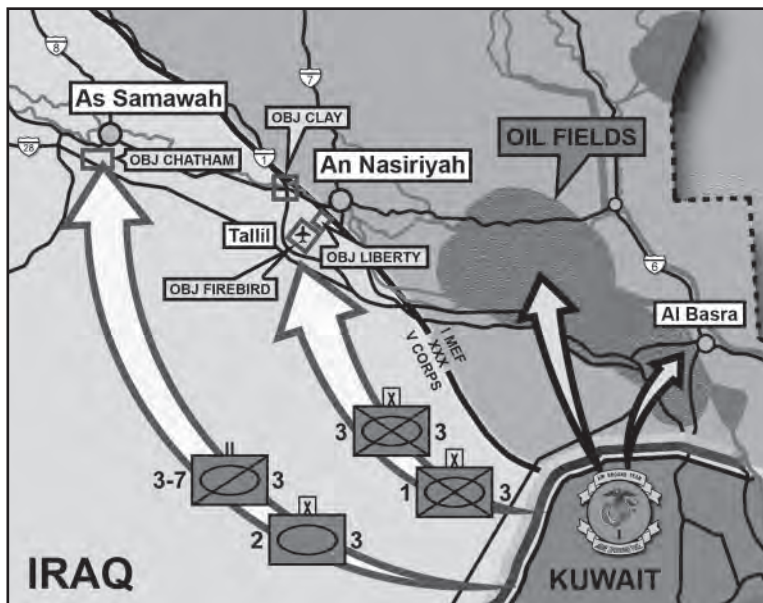 8
7
As Samawah
OBJ CLAY
OIL FIELDS
28
OBJ CHATHAM
1
An Nasiriyah
Tallil
OBJ LIBERTY
OBJ FIREBIRD
6
Al Basra
I MEF
XXX
V CORPS
X
3 3
II
X
3-7 3
1 3
X
2 3
I
IRAQ
KUWAIT